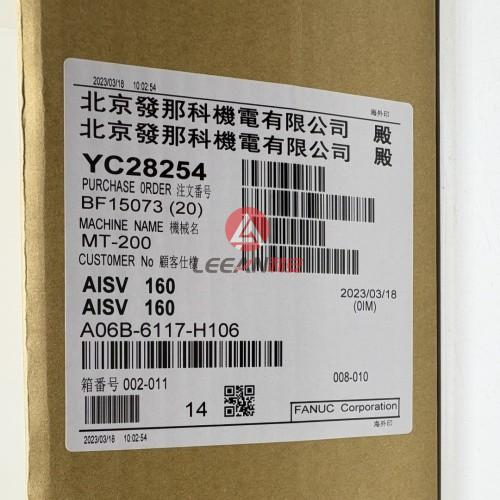 2023/03/18 10:02:54
海外印
北京發那科機電有限公司 殿
北京發那科機電有限公司 殿
YC28254
PURCHASE ORDER 注文番号
BF15073 (20)
MACHINE NAME 機械名
MT-200
CUSTOMER No 顧客仕様
LEEAN
AISV 160
2023/03/18
AISV 160
(0IM)
A06B-6117-H106
箱番号 002-011
008-010
14
FANUC Corporation
2023/03/18 10:02:54
海外印